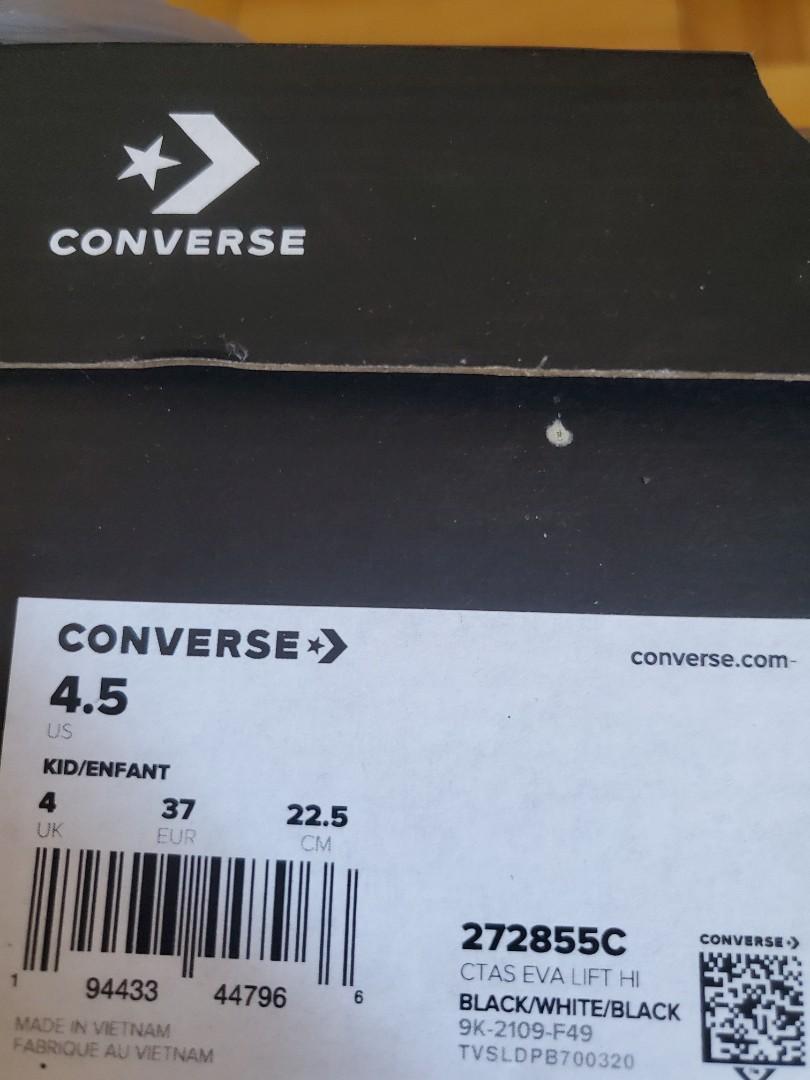 CONVERSE
CONVERSE
converse.com-
4.5
US
KID/ENFANT
4 37 22.5
UK EUR CM
1 94433 44796 6
MADE IN VIETNAM
FABRIQUE AU VIETNAM
272855C
CTAS EVA LIFT HI
BLACK/WHITE/BLACK
9K-2109-F49
TVSLDPB700320
CONVERSE